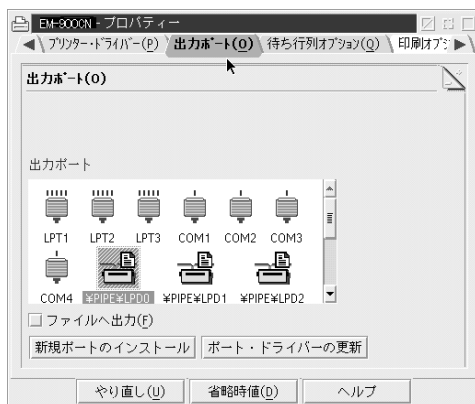 EM-900CN - プロパティー
プリンター・ドライバー(P) 出力ポート(O) 待ち行列オプション(Q) 印刷オプシ
出力ポート(O)
出力ポート
LPT1 LPT2 LPT3 COM1 COM2 COM3
COM4 ¥PIPE¥LPD0 ¥PIPE¥LPD1 ¥PIPE¥LPD2
ファイルへ出力(F)
新規ポートのインストール ポート・ドライバーの更新
やり直し(U) 省略時値(D) ヘルプ